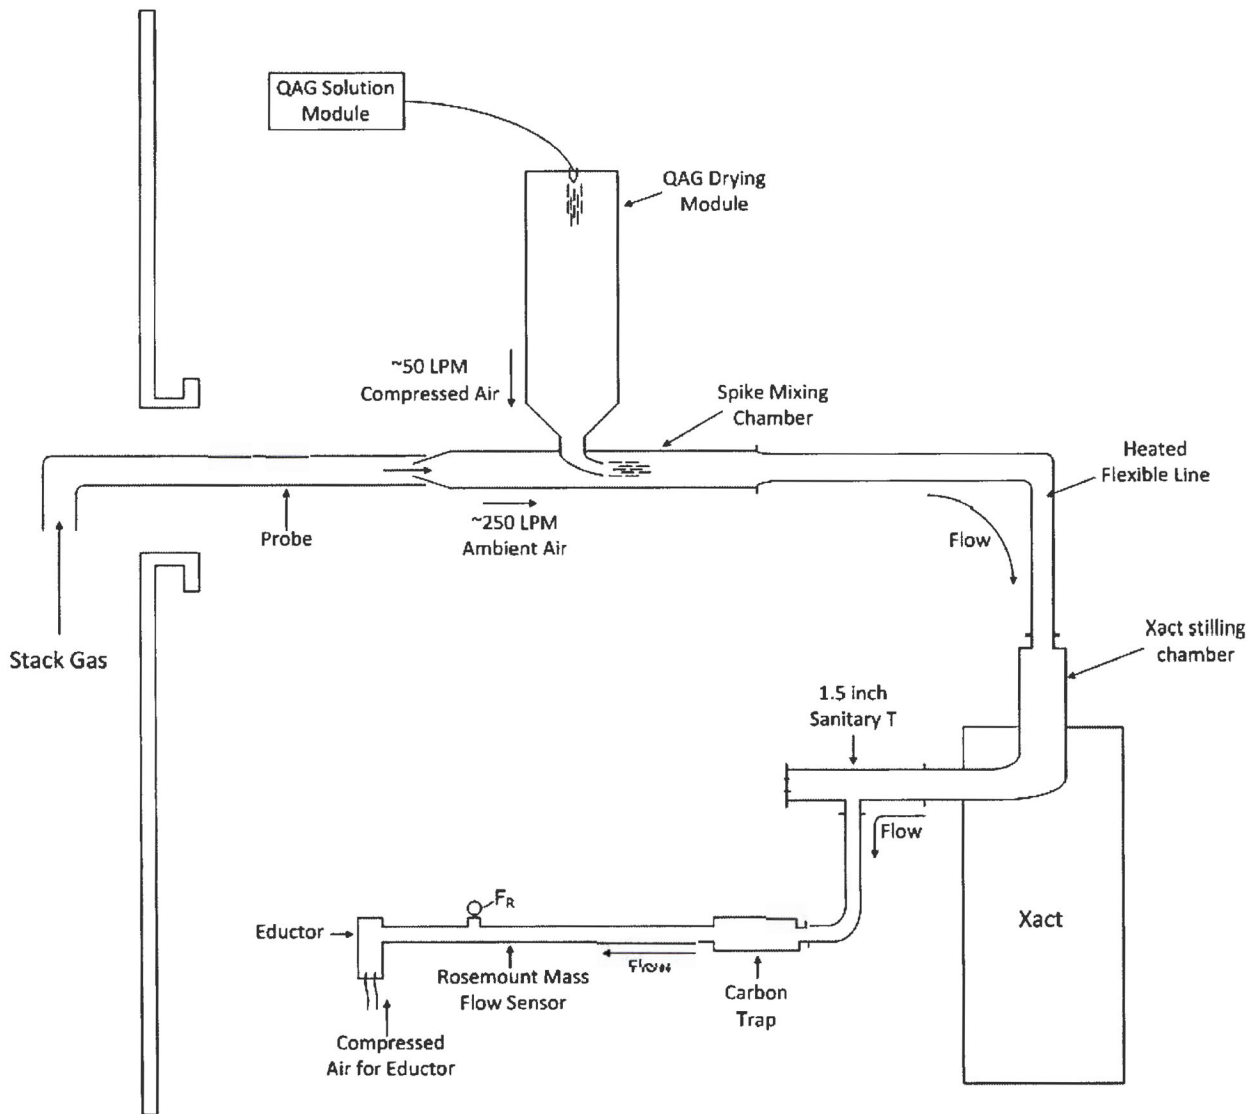 QAG Solution
Module
QAG Drying
Module
~50 LPM
Compressed Air
Spike Mixing
Chamber
Heated
Flexible Line
Probe
~250 LPM
Ambient Air
Flow
Stack Gas
Xact stilling
chamber
1.5 inch
Sanitary T
Flow
Xact
FR
Eductor
Rosemount Mass
Flow Sensor
Flow
Carbon
Trap
Compressed
Air for Eductor